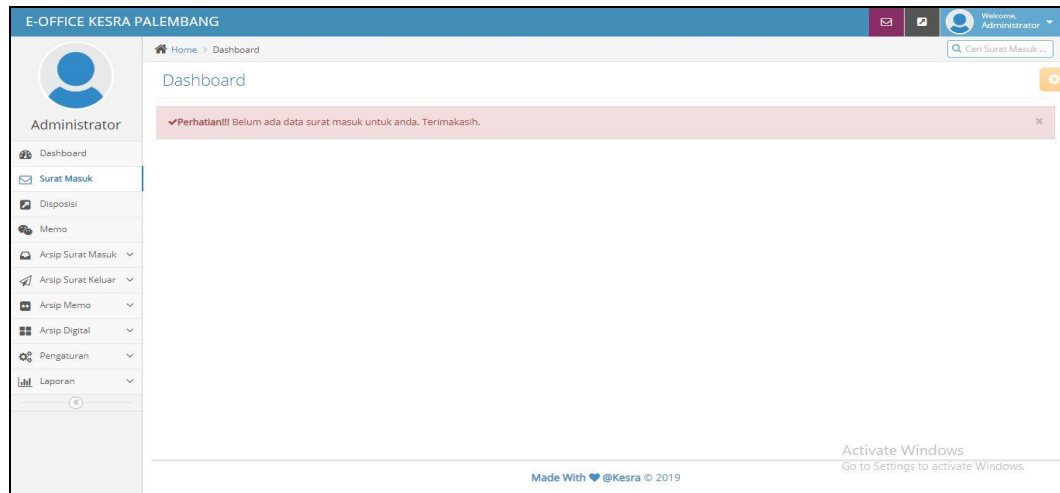 E-OFFICE KESRA PALEMBANG
Welcome,
Administrator
Home > Dashboard
Cari Surat Masuk ...
Administrator
Dashboard
Surat Masuk
Disposisi
Memo
Arsip Surat Masuk
Arsip Surat Keluar
Arsip Memo
Arsip Digital
Pengaturan
Laporan
Dashboard
Perhatian!!! Belum ada data surat masuk untuk anda. Terimakasih.
Activate Windows
Go to Settings to activate Windows.
Made With @Kesra © 2019